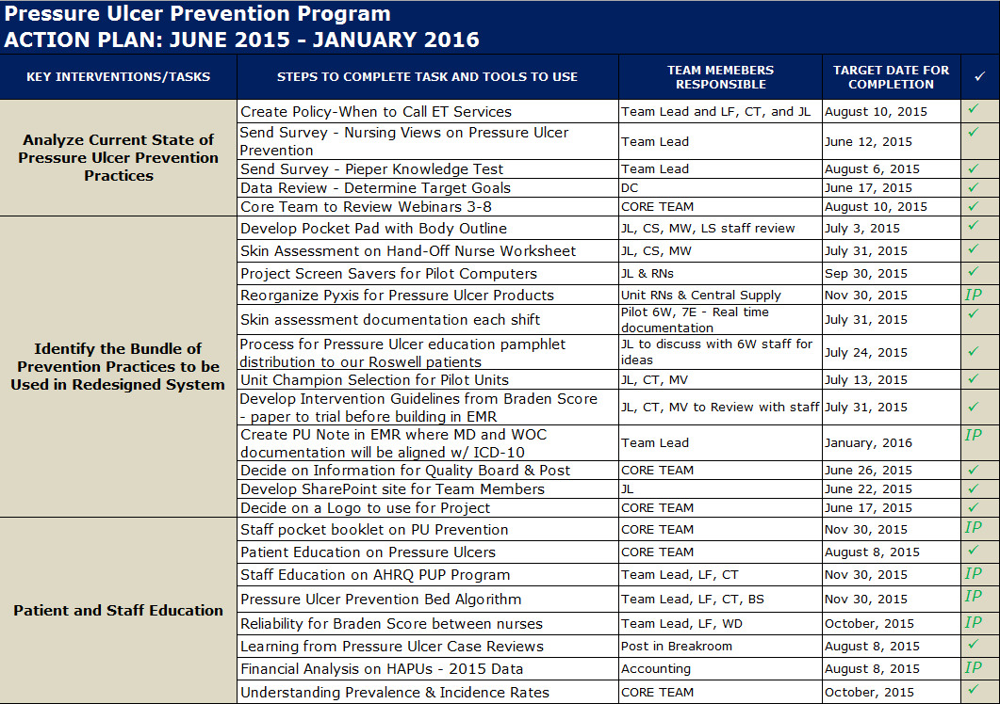 Pressure Ulcer Prevention Program
ACTION PLAN: JUNE 2015 - JANUARY 2016
KEY INTERVENTIONS/TASKS STEPS TO COMPLETE TASK AND TOOLS TO USE TEAM MEMEBERS RESPONSIBLE TARGET DATE FOR COMPLETION ✓
Analyze Current State of
Pressure Ulcer Prevention
Practices
Create Policy-When to Call ET Services Team Lead and LF, CT, and JL August 10, 2015 ✓
Send Survey - Nursing Views on Pressure Ulcer
Prevention Team Lead June 12, 2015 ✓
Send Survey - Pieper Knowledge Test Team Lead August 6, 2015 ✓
Data Review - Determine Target Goals DC June 17, 2015 ✓
Core Team to Review Webinars 3-8 CORE TEAM August 10, 2015 ✓
Identify the Bundle of
Prevention Practices to be
Used in Redesigned System
Develop Pocket Pad with Body Outline JL, CS, MW, LS staff review July 3, 2015 ✓
Skin Assessment on Hand-Off Nurse Worksheet JL, CS, MW July 31, 2015 ✓
Project Screen Savers for Pilot Computers JL & RNs Sep 30, 2015 ✓
Reorganize Pyxis for Pressure Ulcer Products Unit RNs & Central Supply Nov 30, 2015 IP
Skin assessment documentation each shift Pilot 6W, 7E - Real time
documentation July 31, 2015 ✓
Process for Pressure Ulcer education pamphlet
distribution to our Roswell patients JL to discuss with 6W staff for
ideas July 24, 2015 ✓
Unit Champion Selection for Pilot Units JL, CT, MV July 13, 2015 ✓
Develop Intervention Guidelines from Braden Score
- paper to trial before building in EMR JL, CT, MV to Review with staff July 31, 2015 ✓
Create PU Note in EMR where MD and WOC
documentation will be aligned w/ ICD-10 Team Lead January, 2016 IP
Decide on Information for Quality Board & Post CORE TEAM June 26, 2015 ✓
Develop SharePoint site for Team Members JL June 22, 2015 ✓
Decide on a Logo to use for Project CORE TEAM June 17, 2015 ✓
Patient and Staff Education
Staff pocket booklet on PU Prevention CORE TEAM Nov 30, 2015 IP
Patient Education on Pressure Ulcers CORE TEAM August 8, 2015 ✓
Staff Education on AHRQ PUP Program Team Lead, LF, CT Nov 30, 2015 IP
Pressure Ulcer Prevention Bed Algorithm Team Lead, LF, CT, BS Nov 30, 2015 IP
Reliability for Braden Score between nurses Team Lead, LF, WD October, 2015 IP
Learning from Pressure Ulcer Case Reviews Post in Breakroom August 8, 2015 ✓
Financial Analysis on HAPUs - 2015 Data Accounting August 8, 2015 IP
Understanding Prevalence & Incidence Rates CORE TEAM October, 2015 ✓